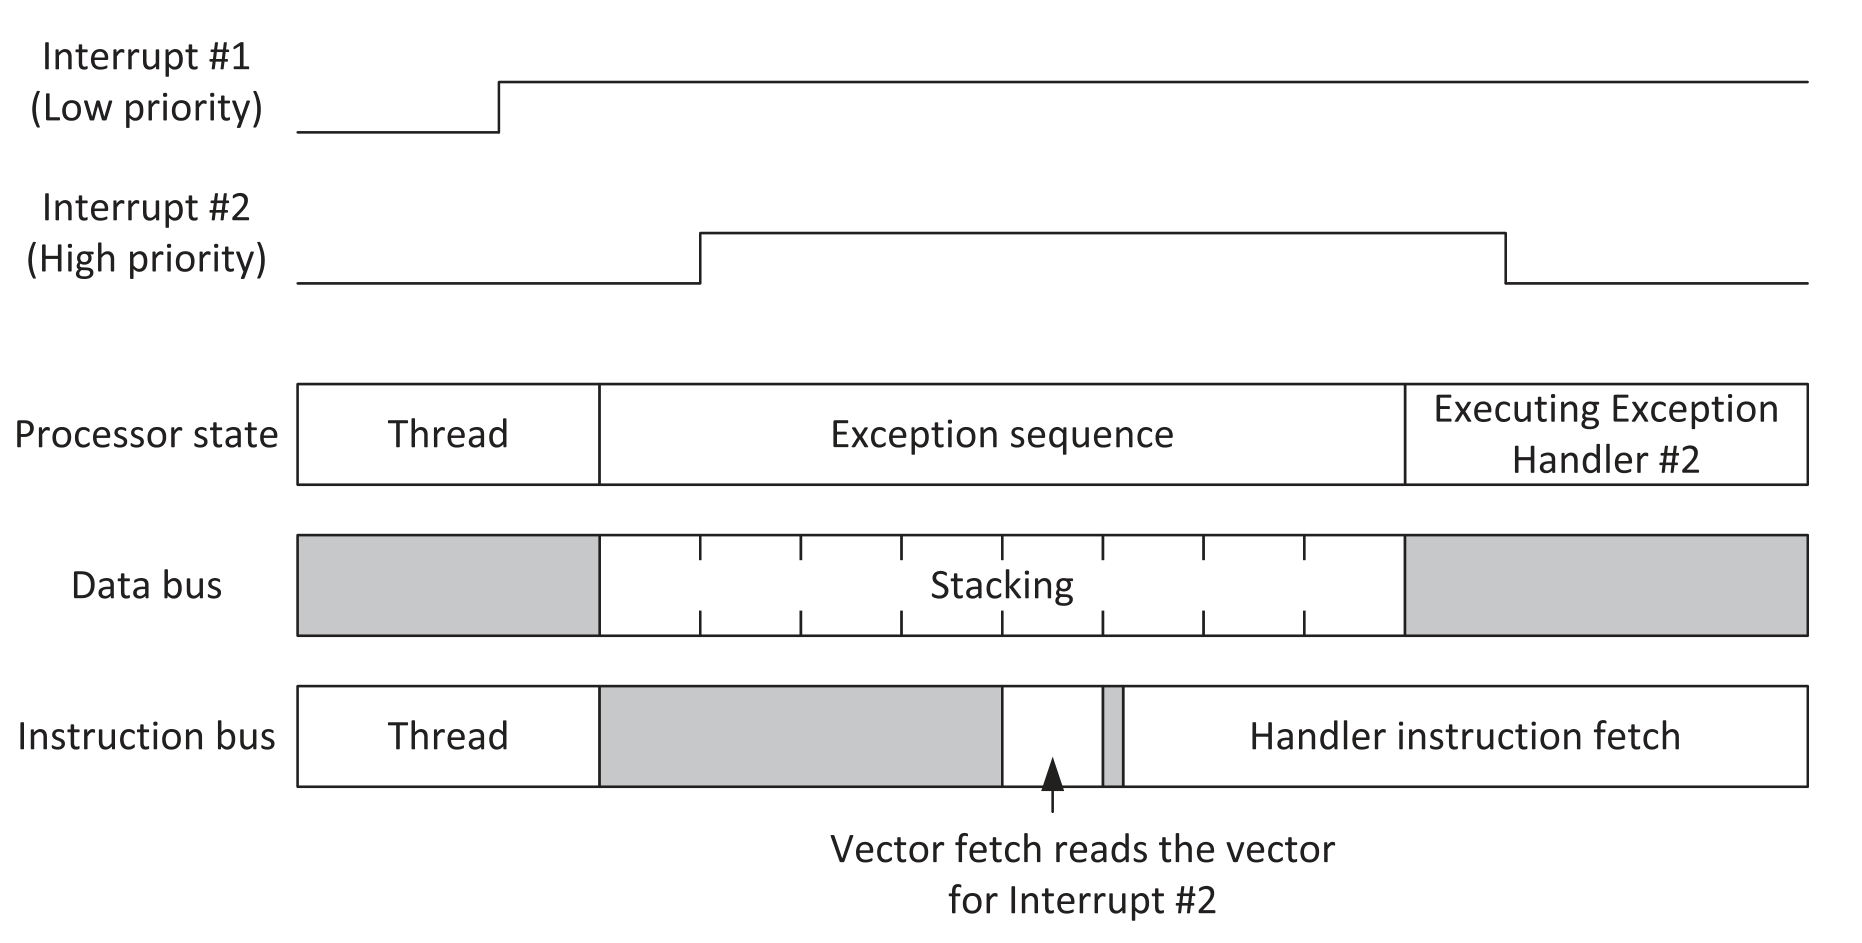 Interrupt #1
(Low priority)
Interrupt #2
(High priority)
Processor state
Thread
Exception sequence
Executing Exception
Handler #2
Data bus
Stacking
Instruction bus
Thread
Handler instruction fetch
Vector fetch reads the vector
for Interrupt #2